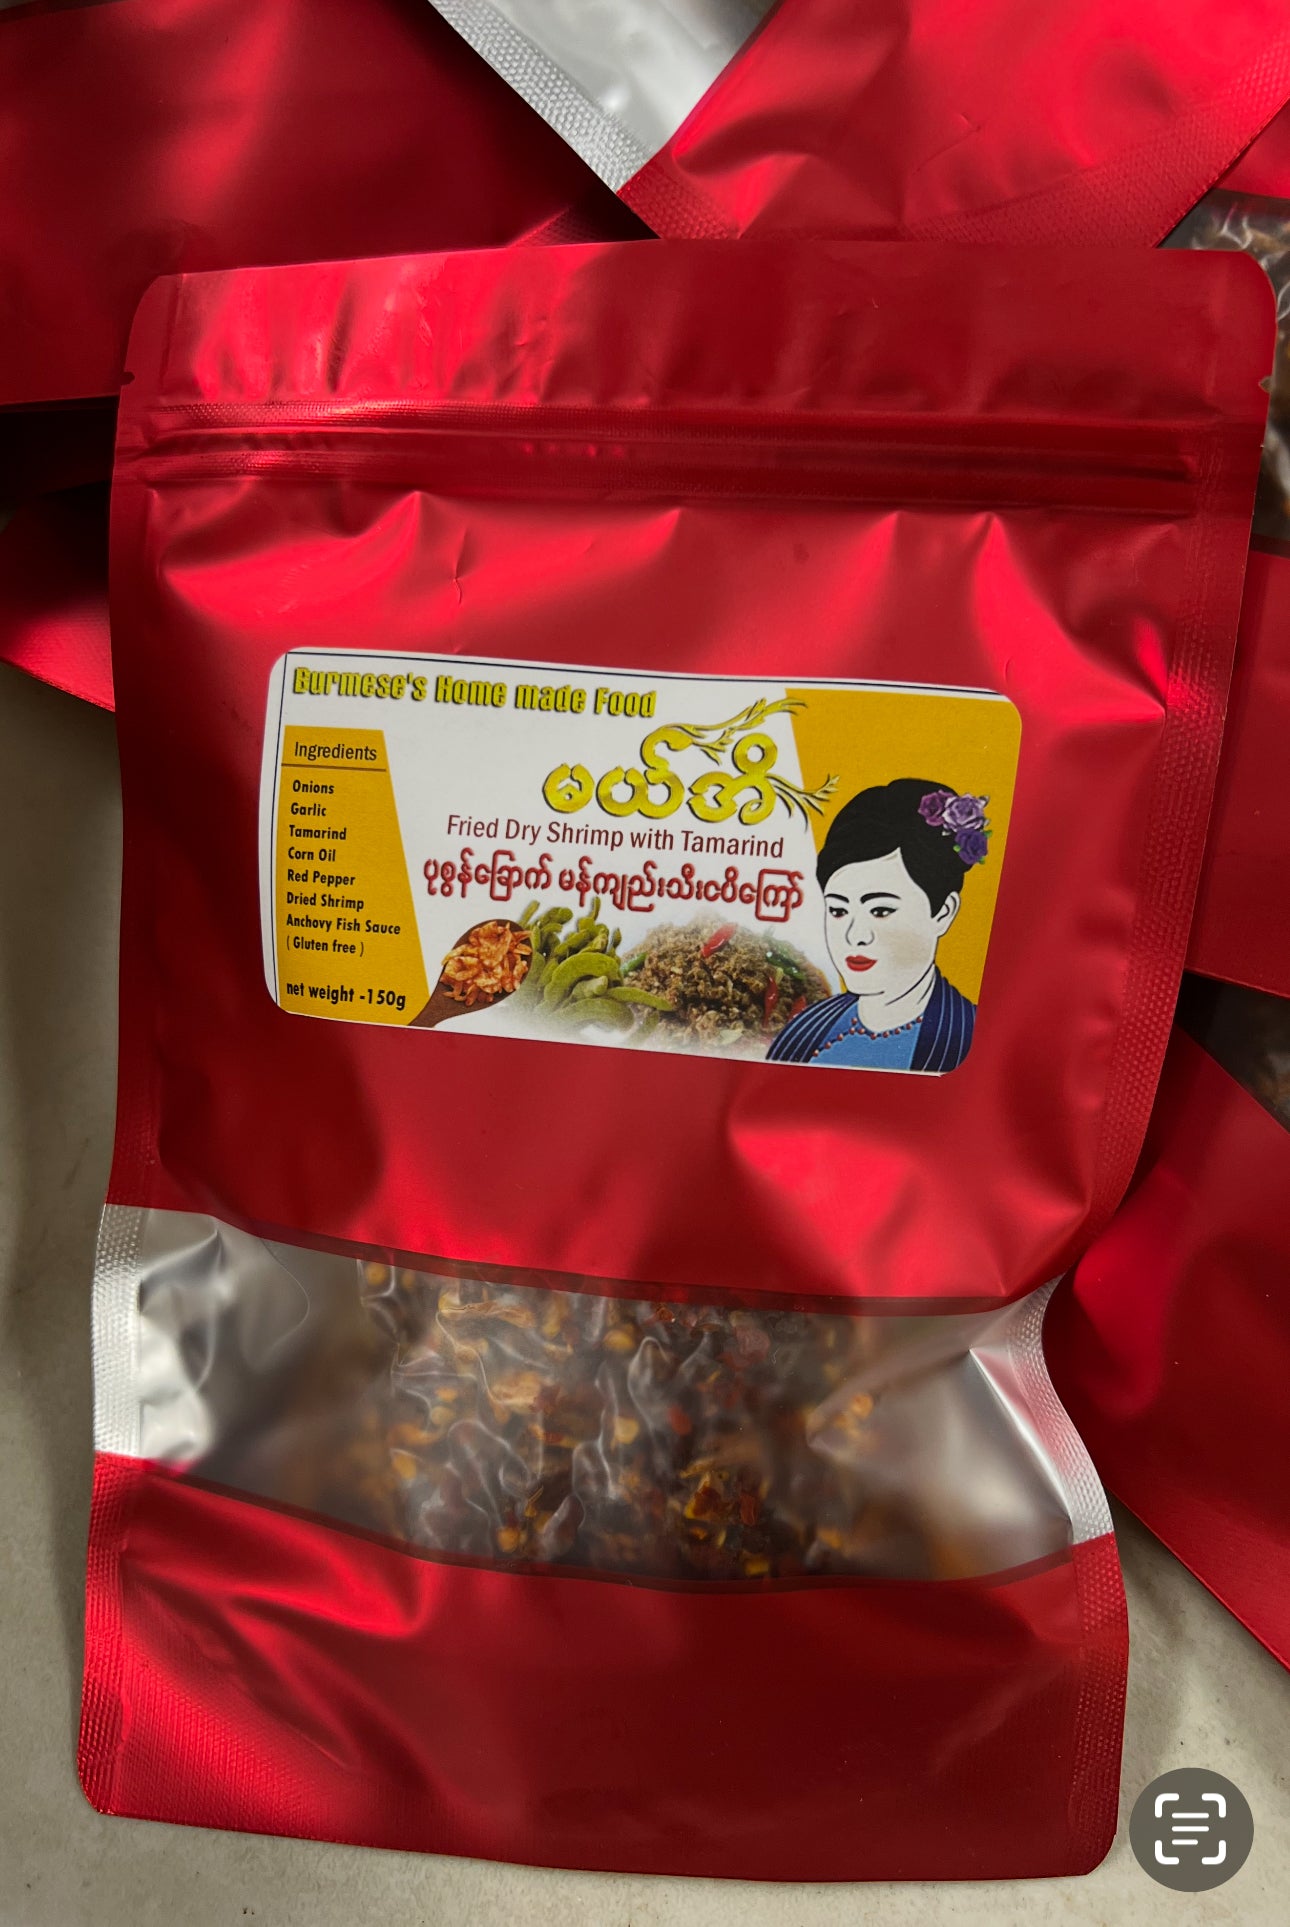 Burmese's Home made Food
မယ်အိ
Fried Dry Shrimp with Tamarind
ပုစွန်ခြောက် မန်ကျည်းသီးငပိကြော်
Ingredients
Onions
Garlic
Tamarind
Corn Oil
Red Pepper
Dried Shrimp
Anchovy Fish Sauce
( Gluten free )
net weight -150g